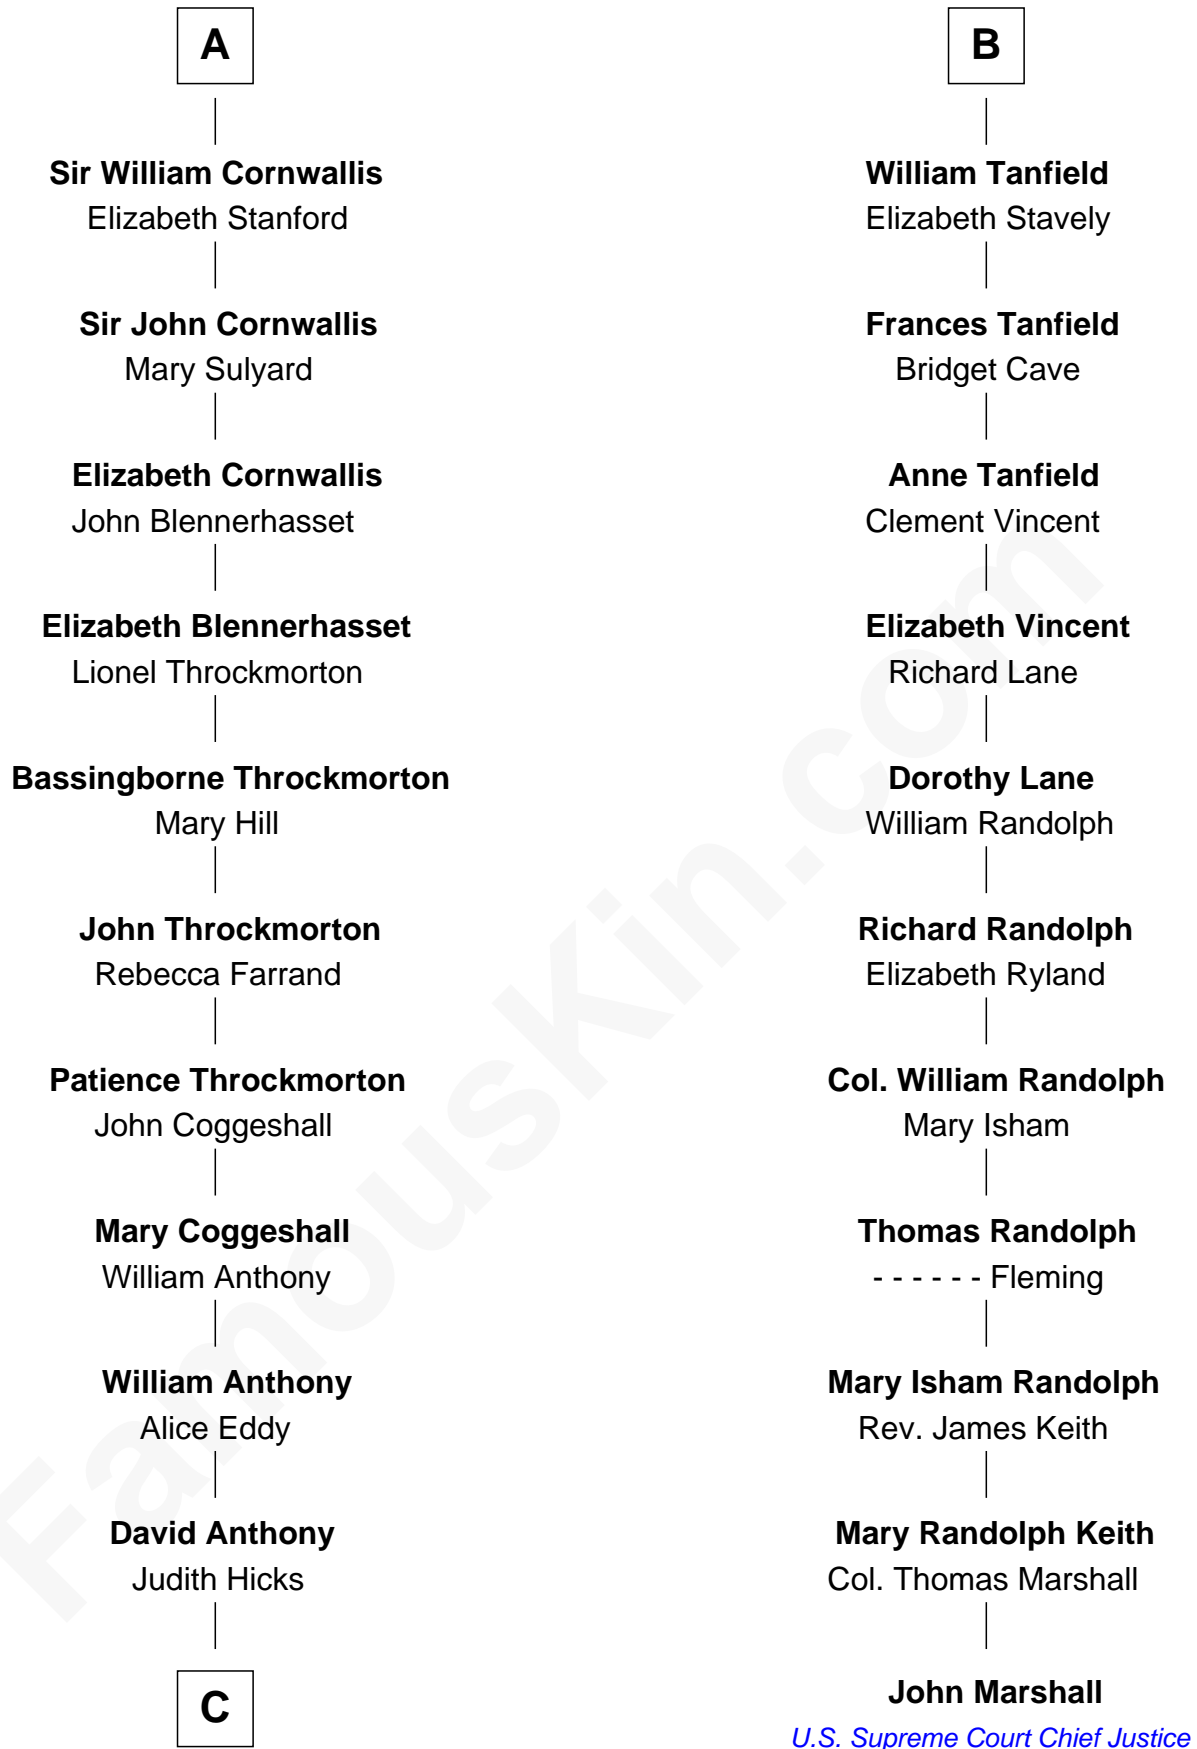 A
Sir William Cornwallis
Elizabeth Stanford
Sir John Cornwallis
Mary Sulyard
Elizabeth Cornwallis
John Blennerhasset
Elizabeth Blennerhasset
Lionel Throckmorton
Bassingborne Throckmorton
Mary Hill
John Throckmorton
Rebecca Farrand
Patience Throckmorton
John Coggeshall
Mary Coggeshall
William Anthony
William Anthony
Alice Eddy
David Anthony
Judith Hicks
C
B
William Tanfield
Elizabeth Stavely
Frances Tanfield
Bridget Cave
Anne Tanfield
Clement Vincent
Elizabeth Vincent
Richard Lane
Dorothy Lane
William Randolph
Richard Randolph
Elizabeth Ryland
Col. William Randolph
Mary Isham
Thomas Randolph
- - - - - - Fleming
Mary Isham Randolph
Rev. James Keith
Mary Randolph Keith
Col. Thomas Marshall
John Marshall
U.S. Supreme Court Chief Justice
FamousKin.com